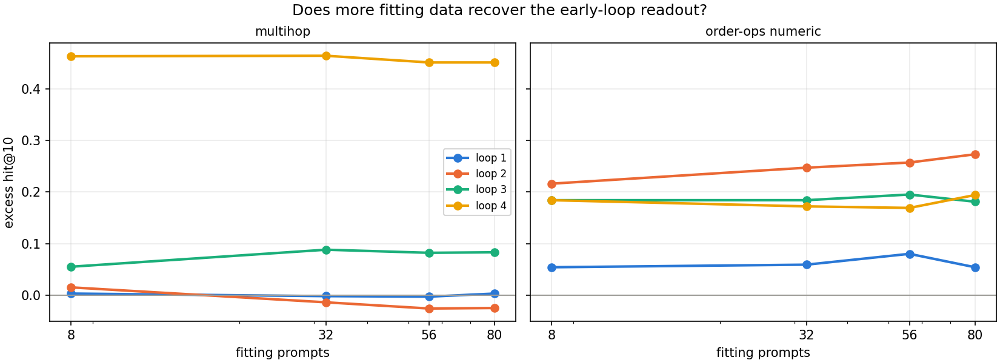 Does more fitting data recover the early-loop readout?
multihop
order-ops numeric
excess hit@10
0.4
0.3
0.2
0.1
0.0
loop 1
loop 2
loop 3
loop 4
8
32
56
80
8
32
56
80
fitting prompts
fitting prompts